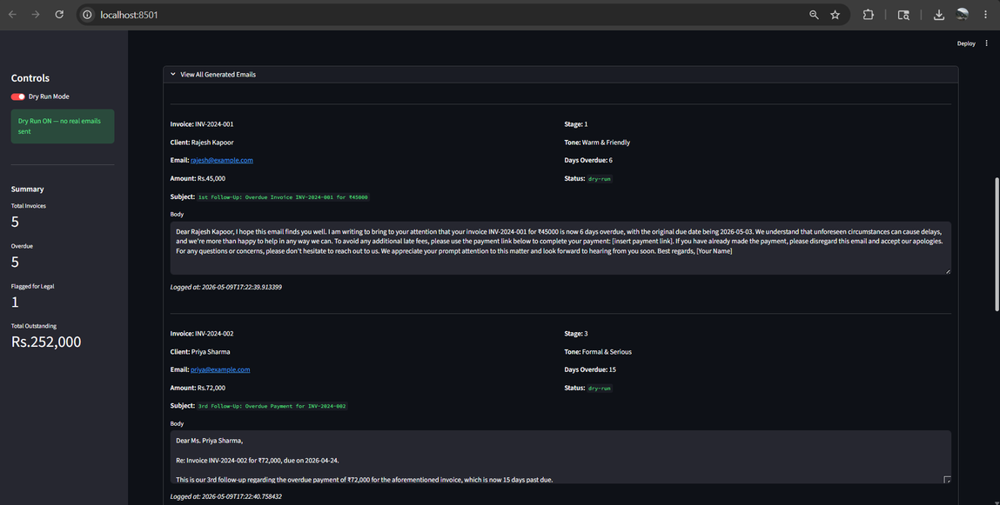 localhost:8501
Deploy
Controls
Dry Run Mode
Dry Run ON — no real emails
sent
Summary
Total Invoices
5
Overdue
5
Flagged for Legal
1
Total Outstanding
Rs.252,000
View All Generated Emails
Invoice: INV-2024-001
Client: Rajesh Kapoor
Email: rajesh@example.com
Amount: Rs.45,000
Subject: 1st Follow-Up: Overdue Invoice INV-2024-001 for ₹45000
Stage: 1
Tone: Warm & Friendly
Days Overdue: 6
Status: dry-run
Body
Dear Rajesh Kapoor, I hope this email finds you well. I am writing to bring to your attention that your invoice INV-2024-001 for ₹45000 is now 6 days overdue, with the original due date being 2026-05-03. We understand that unforeseen circumstances can cause delays,
and we're more than happy to help in any way we can. To avoid any additional late fees, please use the payment link below to complete your payment: [insert payment link]. If you have already made the payment, please disregard this email and accept our apologies.
For any questions or concerns, please don't hesitate to reach out to us. We appreciate your prompt attention to this matter and look forward to hearing from you soon. Best regards, [Your Name]
Logged at: 2026-05-09T17:22:39.913399
Invoice: INV-2024-002
Client: Priya Sharma
Email: priya@example.com
Amount: Rs.72,000
Subject: 3rd Follow-Up: Overdue Payment for INV-2024-002
Stage: 3
Tone: Formal & Serious
Days Overdue: 15
Status: dry-run
Body
Dear Ms. Priya Sharma,
Re: Invoice INV-2024-002 for ₹72,000, due on 2026-04-24.
This is our 3rd follow-up regarding the overdue payment of ₹72,000 for the aforementioned invoice, which is now 15 days past due.
Logged at: 2026-05-09T17:22:40.758432